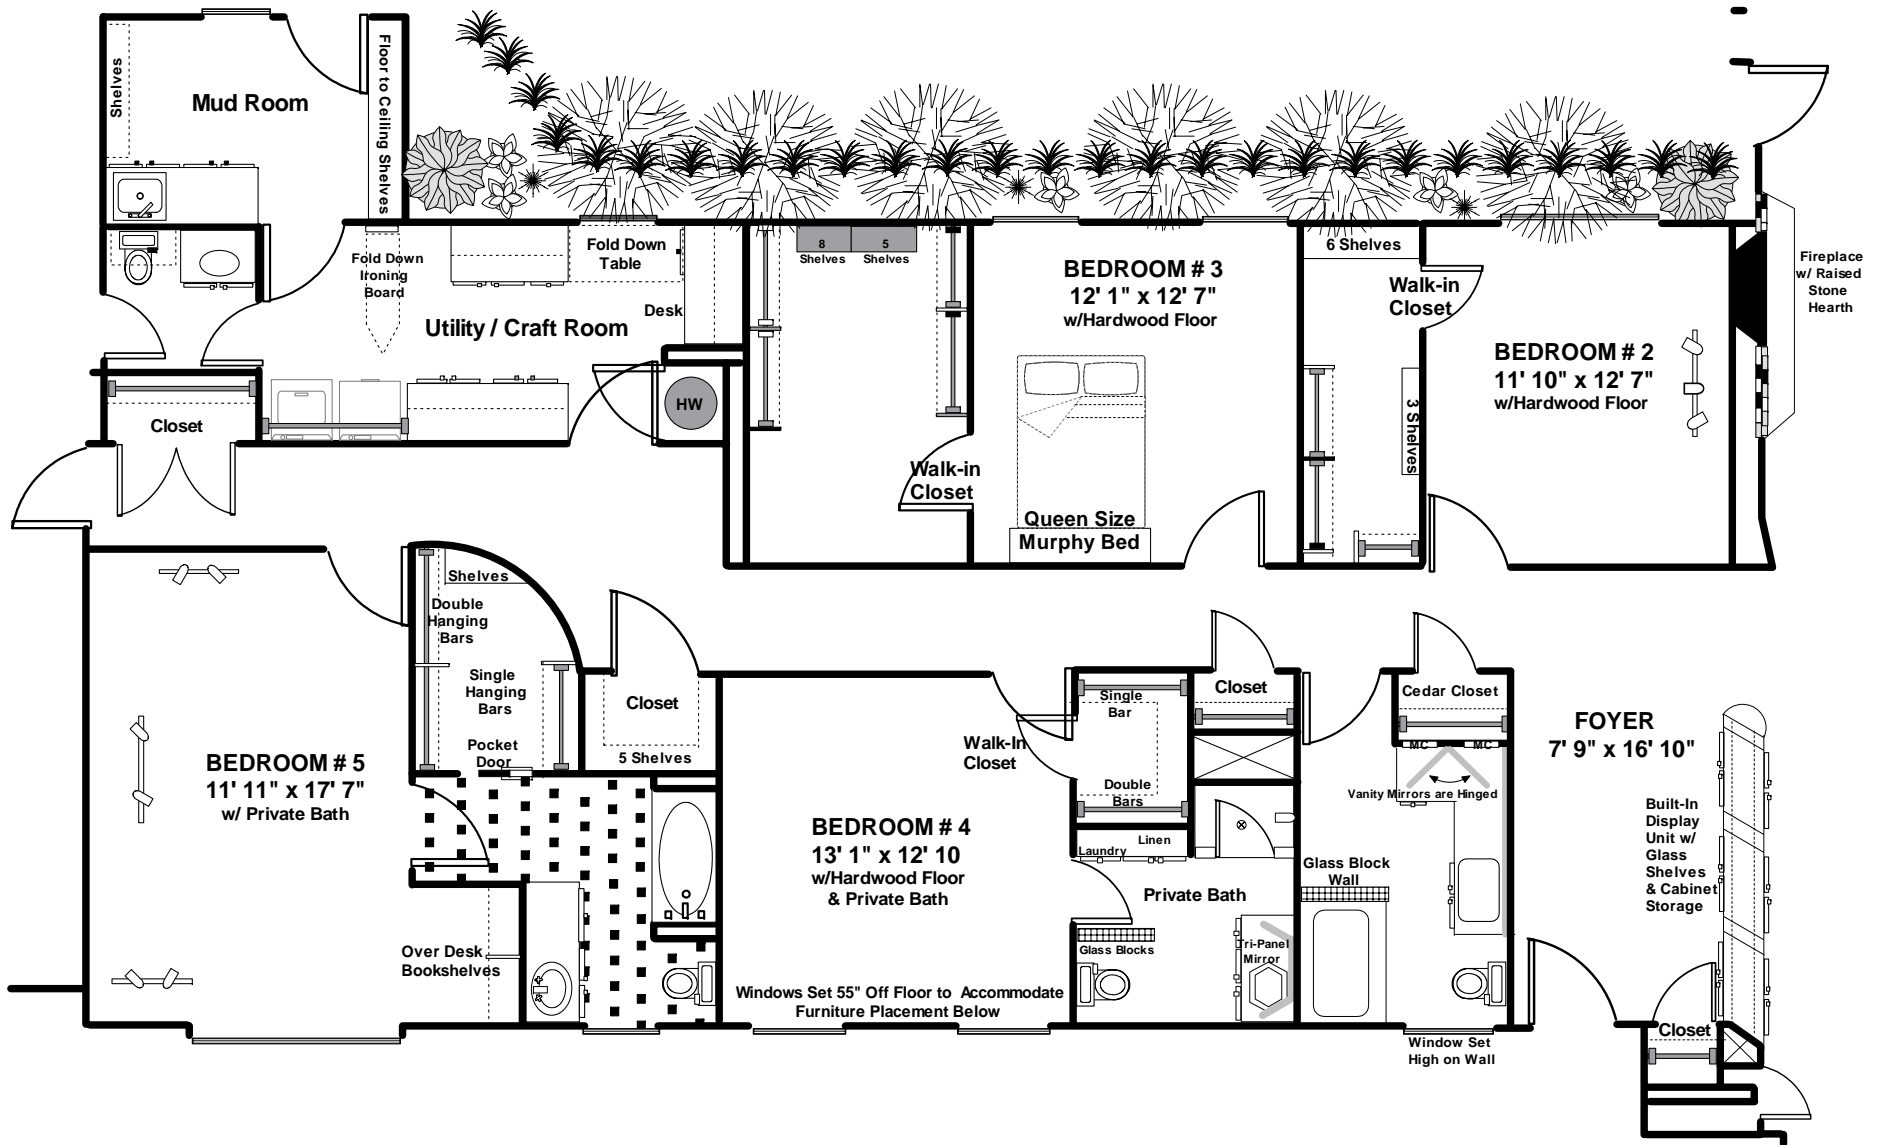 Shelves
Mud Room
Floor to Ceiling Shelves
Fold Down
Ironing
Board
Fold Down
Table
Desk
Utility / Craft Room
HW
Closet
8
Shelves
5
Shelves
Walk-in
Closet
BEDROOM # 3
12' 1" x 12' 7"
w/Hardwood Floor
Queen Size
Murphy Bed
6 Shelves
Walk-in
Closet
3 Shelves
BEDROOM # 2
11' 10" x 12' 7"
w/Hardwood Floor
Fireplace
w/ Raised
Stone
Hearth
Shelves
Double
Hanging
Bars
Single
Hanging
Bars
Pocket
Door
Closet
5 Shelves
BEDROOM # 5
11' 11" x 17' 7"
w/ Private Bath
Over Desk
Bookshelves
BEDROOM # 4
13' 1" x 12' 10
w/Hardwood Floor
& Private Bath
Windows Set 55" Off Floor to Accommodate
Furniture Placement Below
Walk-In
Closet
Single
Bar
Double
Bars
Closet
Linen
Laundry
Private Bath
Glass Blocks
Tri-Panel
Mirror
Glass Block
Wall
Cedar Closet
MC
MC
Vanity Mirrors are Hinged
Window Set
High on Wall
FOYER
7' 9" x 16' 10"
Built-In
Display
Unit w/
Glass
Shelves
& Cabinet
Storage
Closet